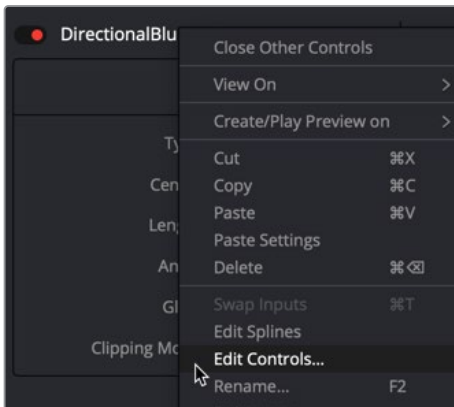 DirectionalBlu
Close Other Controls
View On
Create/Play Preview on
Ty
Cut ⌘X
Cen
Copy ⌘C
Paste ⌘V
Len
Paste Settings
An
Delete ⌘⌫
Gl
Swap Inputs ⌘T
Edit Splines
Clipping Mo
Edit Controls...
Rename... F2